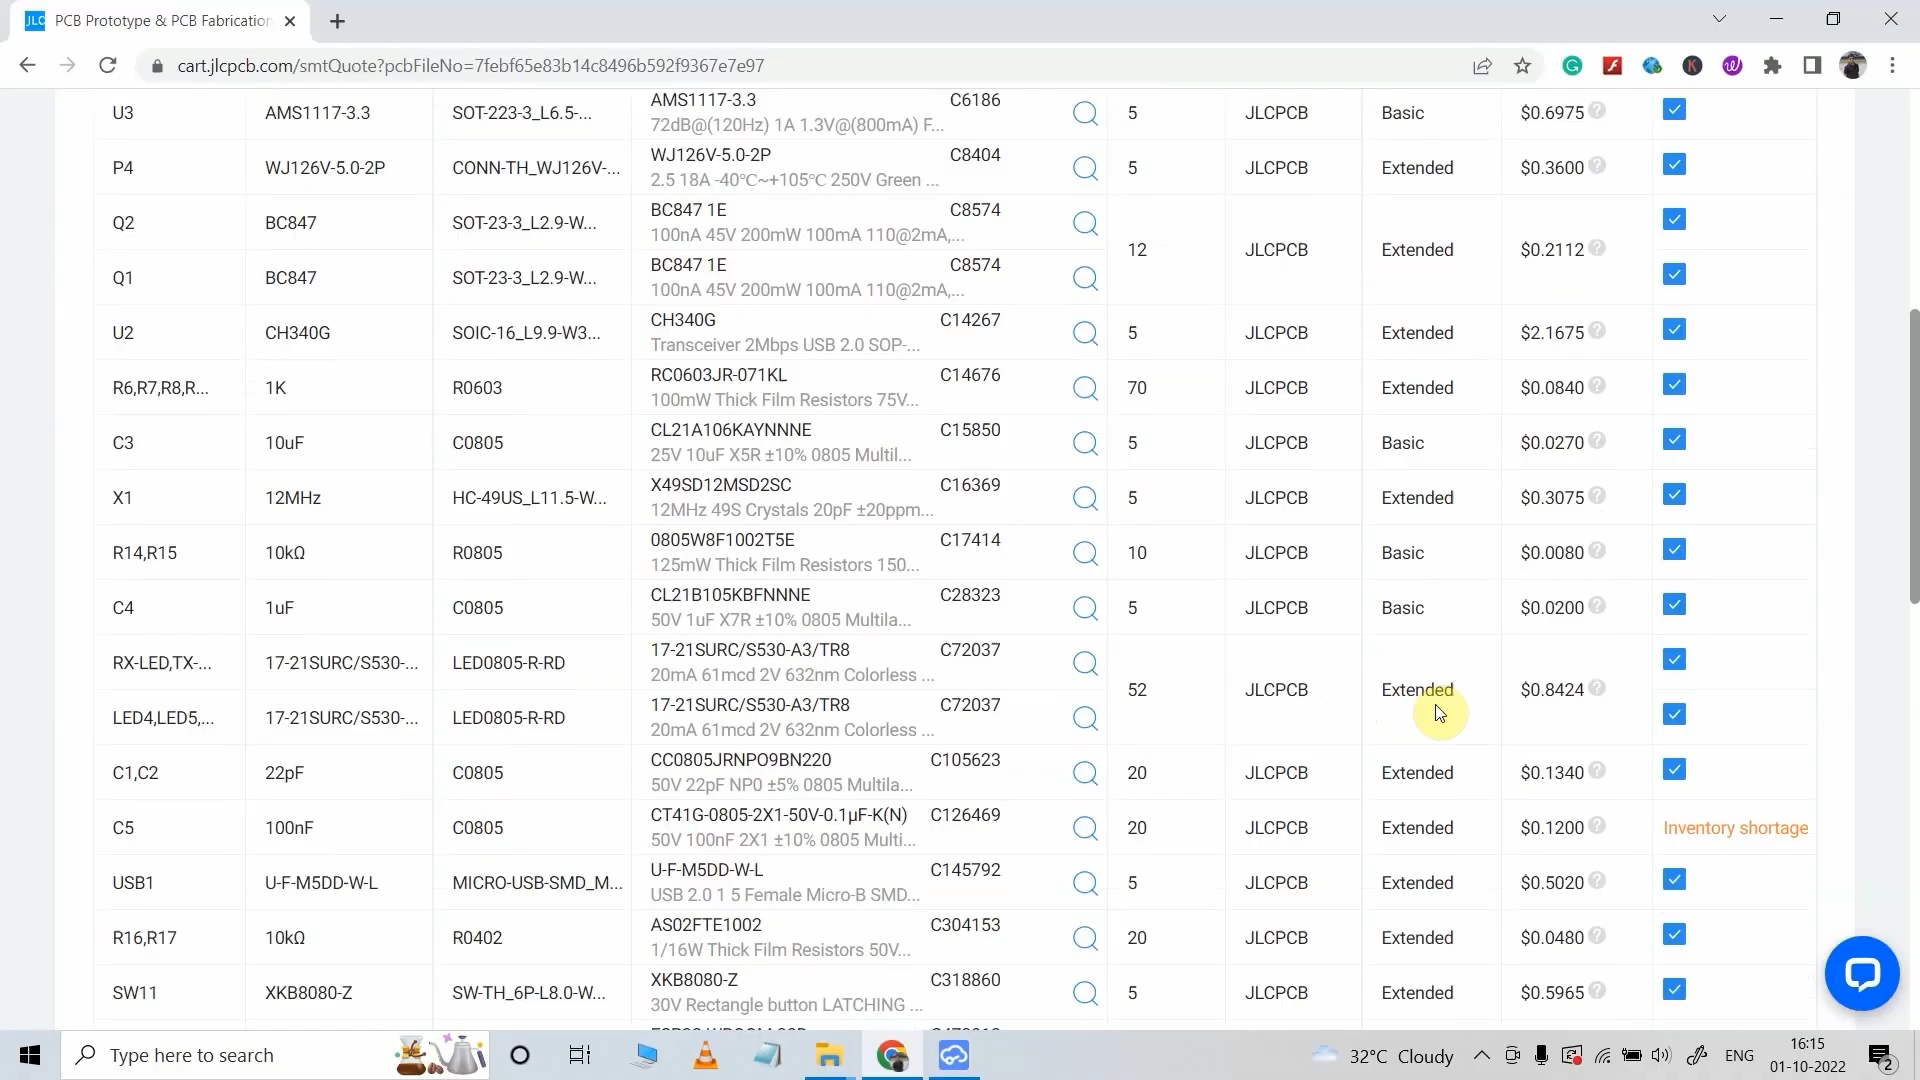 JLC PCB Prototype & PCB Fabrication
cart.jlcpcb.com/smtQuote?pcbFileNo=7febf65e83b14c8496b592f9367e7e97
U3 AMS1117-3.3 SOT-223-3_L6.5-... AMS1117-3.3 C6186 5 JLCPCB Basic $0.6975
72dB@(120Hz) 1A 1.3V@(800mA) F...
P4 WJ126V-5.0-2P CONN-TH_WJ126V-... WJ126V-5.0-2P C8404 5 JLCPCB Extended $0.3600
2.5 18A -40℃~+105℃ 250V Green ...
Q2 BC847 SOT-23-3_L2.9-W... BC847 1E C8574
100nA 45V 200mW 100mA 110@2mA,...
12 JLCPCB Extended $0.2112
Q1 BC847 SOT-23-3_L2.9-W... BC847 1E C8574
100nA 45V 200mW 100mA 110@2mA,...
U2 CH340G SOIC-16_L9.9-W3... CH340G C14267 5 JLCPCB Extended $2.1675
Transceiver 2Mbps USB 2.0 SOP-...
R6,R7,R8,R... 1K R0603 RC0603JR-071KL C14676 70 JLCPCB Extended $0.0840
100mW Thick Film Resistors 75V...
C3 10uF C0805 CL21A106KAYNNNE C15850 5 JLCPCB Basic $0.0270
25V 10uF X5R ±10% 0805 Multil...
X1 12MHz HC-49US_L11.5-W... X49SD12MSD2SC C16369 5 JLCPCB Extended $0.3075
12MHz 49S Crystals 20pF ±20ppm...
R14,R15 10kΩ R0805 0805W8F1002T5E C17414 10 JLCPCB Basic $0.0080
125mW Thick Film Resistors 150...
C4 1uF C0805 CL21B105KBFNNNE C28323 5 JLCPCB Basic $0.0200
50V 1uF X7R ±10% 0805 Multila...
RX-LED,TX-... 17-21SURC/S530-... LED0805-R-RD 17-21SURC/S530-A3/TR8 C72037
20mA 61mcd 2V 632nm Colorless ...
52 JLCPCB Extended $0.8424
LED4,LED5,... 17-21SURC/S530-... LED0805-R-RD 17-21SURC/S530-A3/TR8 C72037
20mA 61mcd 2V 632nm Colorless ...
C1,C2 22pF C0805 CC0805JRNPO9BN220 C105623 20 JLCPCB Extended $0.1340
50V 22pF NP0 ±5% 0805 Multila...
C5 100nF C0805 CT41G-0805-2X1-50V-0.1μF-K(N) C126469 20 JLCPCB Extended $0.1200 Inventory shortage
50V 100nF 2X1 ±10% 0805 Multi...
USB1 U-F-M5DD-W-L MICRO-USB-SMD_M... U-F-M5DD-W-L C145792 5 JLCPCB Extended $0.5020
USB 2.0 1 5 Female Micro-B SMD...
R16,R17 10kΩ R0402 AS02FTE1002 C304153 20 JLCPCB Extended $0.0480
1/16W Thick Film Resistors 50V...
SW11 XKB8080-Z SW-TH_6P-L8.0-W... XKB8080-Z C318860 5 JLCPCB Extended $0.5965
30V Rectangle button LATCHING ...
Type here to search
32°C Cloudy ENG 16:15
01-10-2022 2